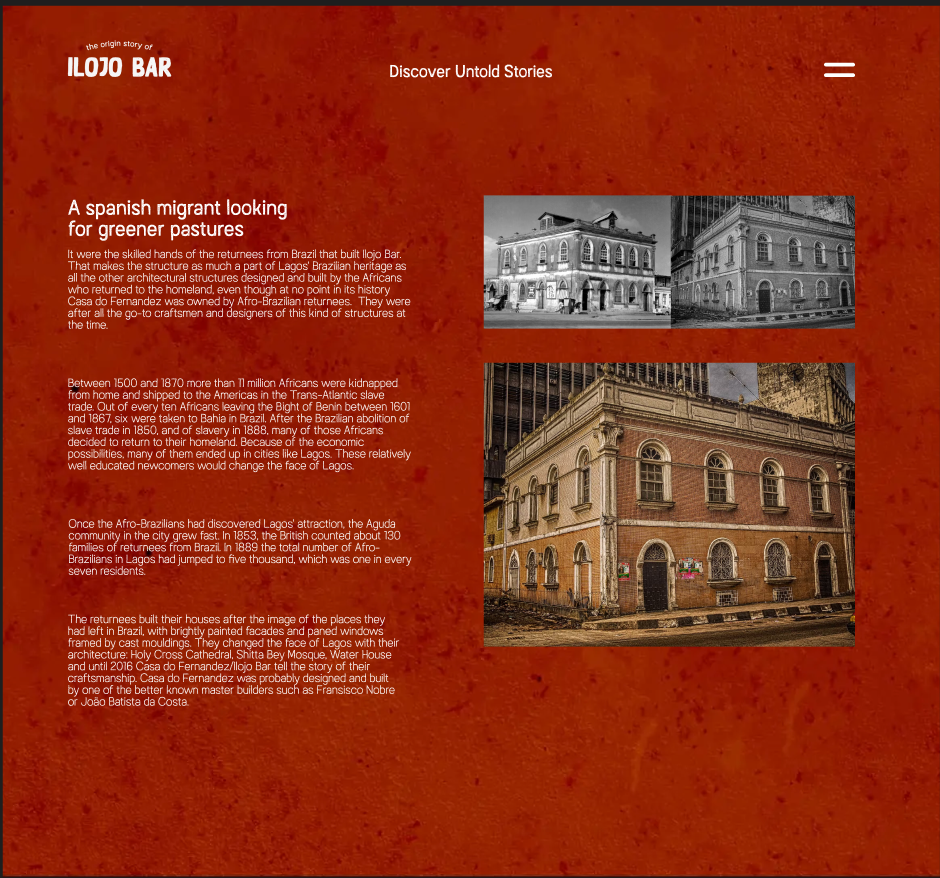 the origin story of
ILOJO BAR
Discover Untold Stories
A spanish migrant looking
for greener pastures
It were the skilled hands of the returnees from Brazil that built Ilojo Bar.
That makes the structure as much a part of Lagos' Brazilian heritage as
all the other architectural structures designed and built by the Africans
who returned to the homeland, even though at no point in its history
Casa do Fernandez was owned by Afro-Brazilian returnees.  They were
after all the go-to craftsmen and designers of this kind of structures at
the time.
Between 1500 and 1870 more than 11 million Africans were kidnapped
from home and shipped to the Americas in the Trans-Atlantic slave
trade. Out of every ten Africans leaving the Bight of Benin between 1601
and 1867, six were taken to Bahia in Brazil. After the Brazilian abolition of
slave trade in 1850, and of slavery in 1888, many of those Africans
decided to return to their homeland. Because of the economic
possibilities, many of them ended up in cities like Lagos. These relatively
well educated newcomers would change the face of Lagos.
Once the Afro-Brazilians had discovered Lagos' attraction, the Aguda
community in the city grew fast. In 1853, the British counted about 130
families of returnees from Brazil. In 1889 the total number of Afro-
Brazilians in Lagos had jumped to five thousand, which was one in every
seven residents.
The returnees built their houses after the image of the places they
had left in Brazil, with brightly painted facades and paned windows
framed by cast mouldings. They changed the face of Lagos with their
architecture: Holy Cross Cathedral, Shitta Bey Mosque, Water House
and until 2016 Casa do Fernandez/Ilojo Bar tell the story of their
craftsmanship. Casa do Fernandez was probably designed and built
by one of the better known master builders such as Fransisco Nobre
or João Batista da Costa.